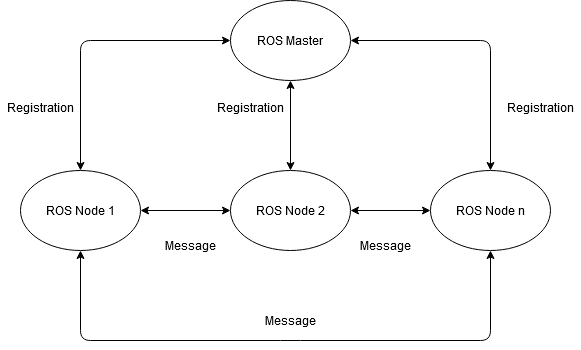 ROS Master
Registration
Registration
Registration
ROS Node 1
ROS Node 2
ROS Node n
Message
Message
Message